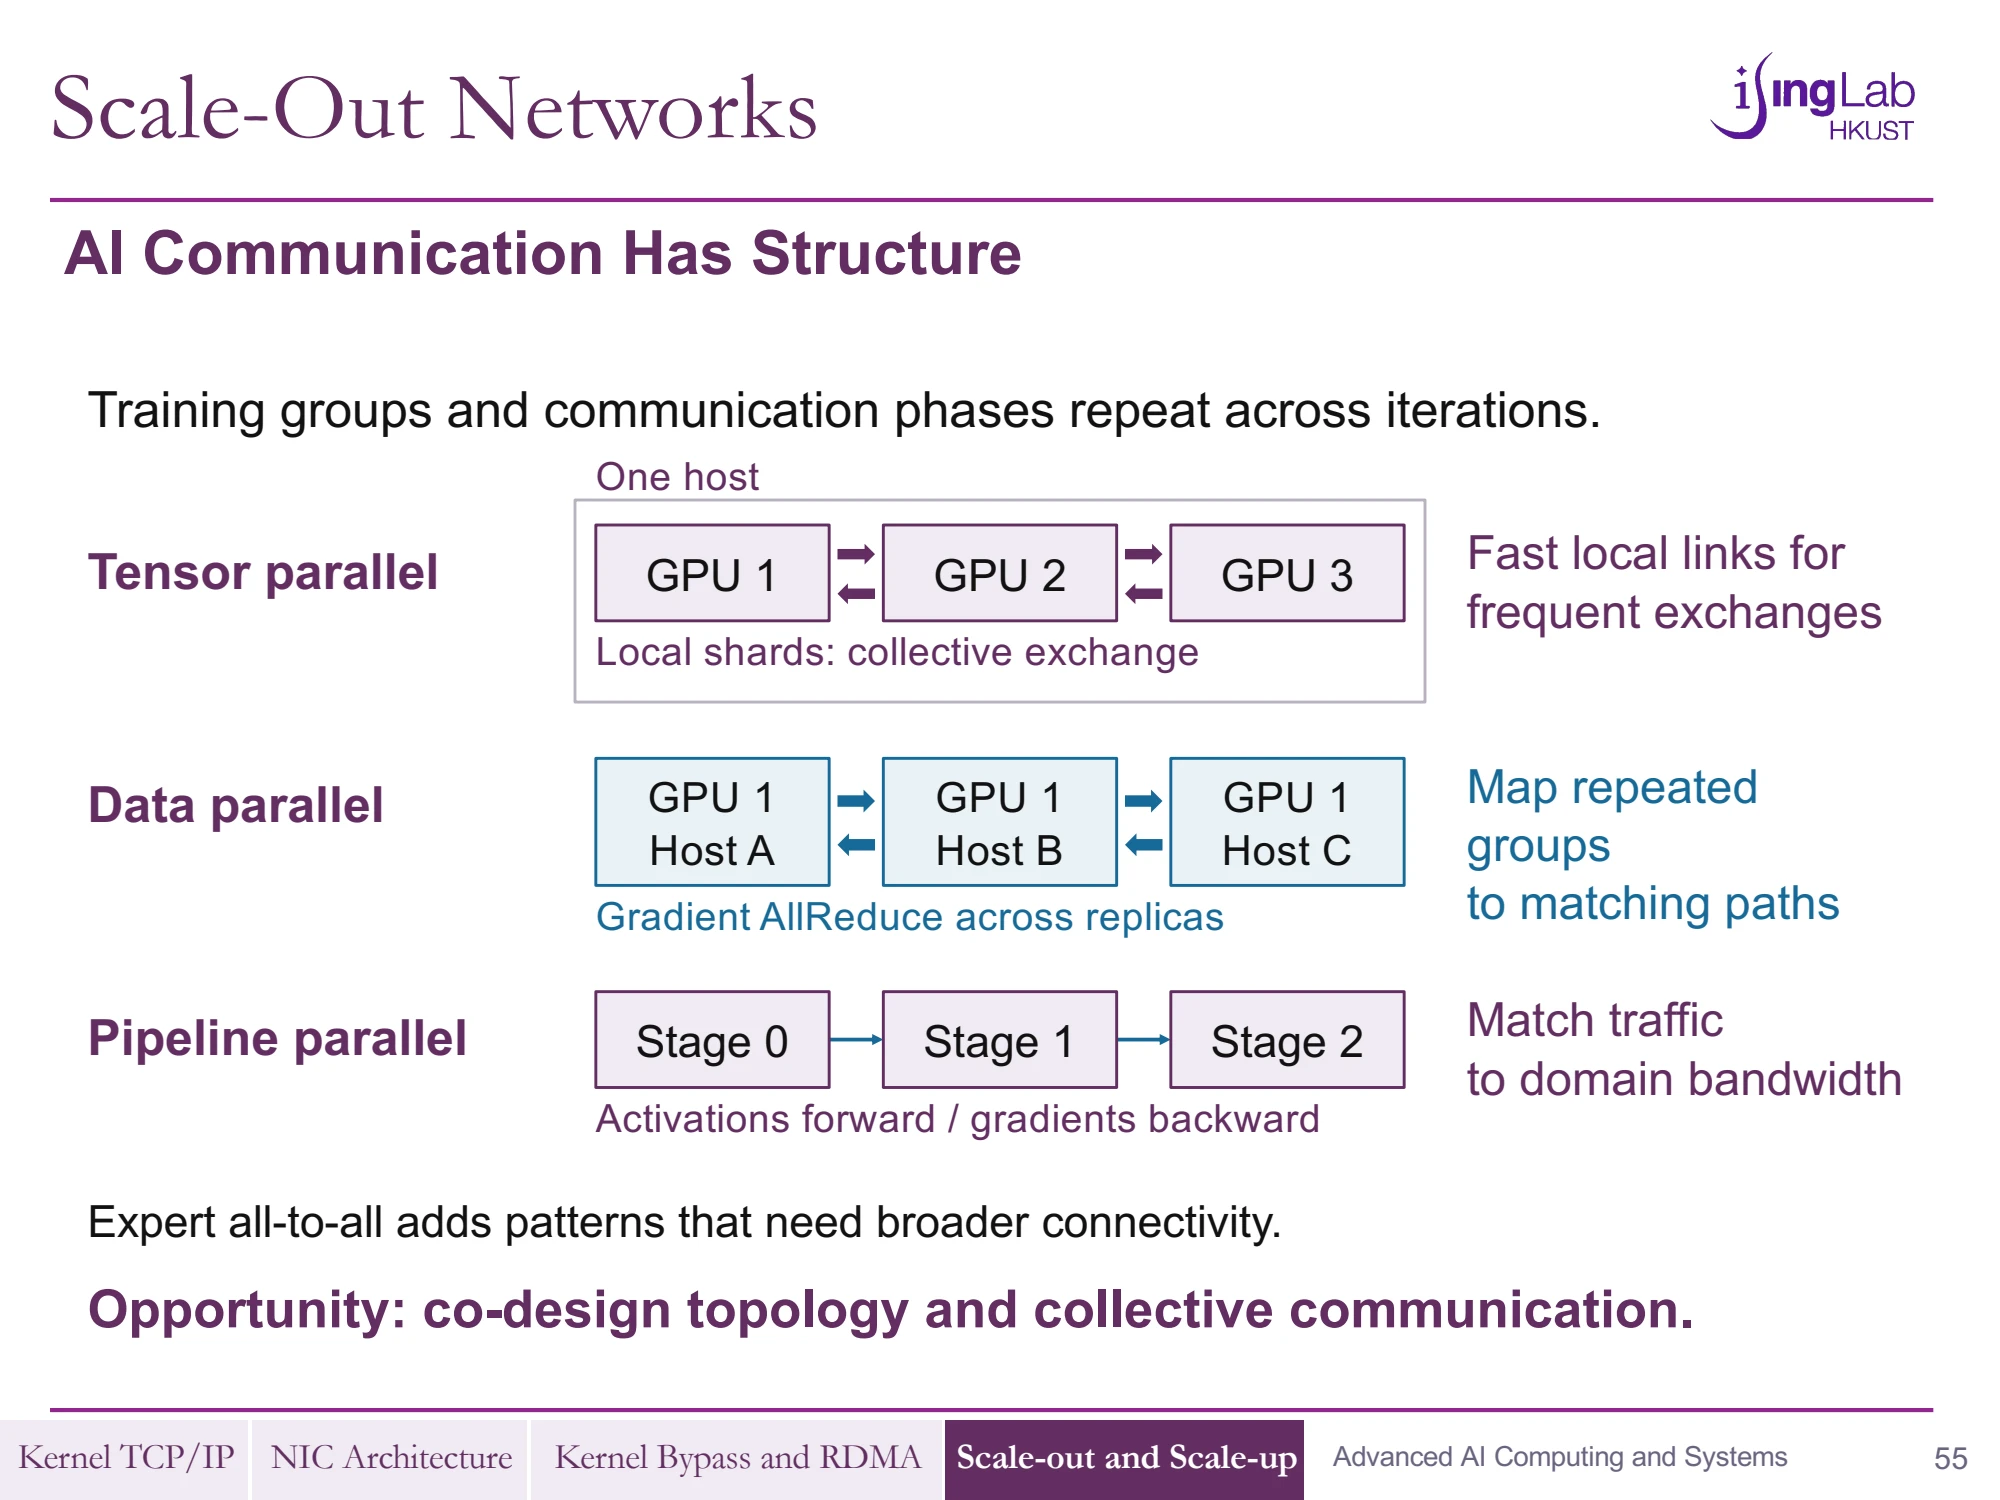 Scale-Out Networks
iSingLab
HKUST
AI Communication Has Structure
Training groups and communication phases repeat across iterations.
One host
Tensor parallel
GPU 1
GPU 2
GPU 3
Local shards: collective exchange
Fast local links for
frequent exchanges
Data parallel
GPU 1
Host A
GPU 1
Host B
GPU 1
Host C
Gradient AllReduce across replicas
Map repeated
groups
to matching paths
Pipeline parallel
Stage 0
Stage 1
Stage 2
Activations forward / gradients backward
Match traffic
to domain bandwidth
Expert all-to-all adds patterns that need broader connectivity.
Opportunity: co-design topology and collective communication.
Kernel TCP/IP
NIC Architecture
Kernel Bypass and RDMA
Scale-out and Scale-up
Advanced AI Computing and Systems
55